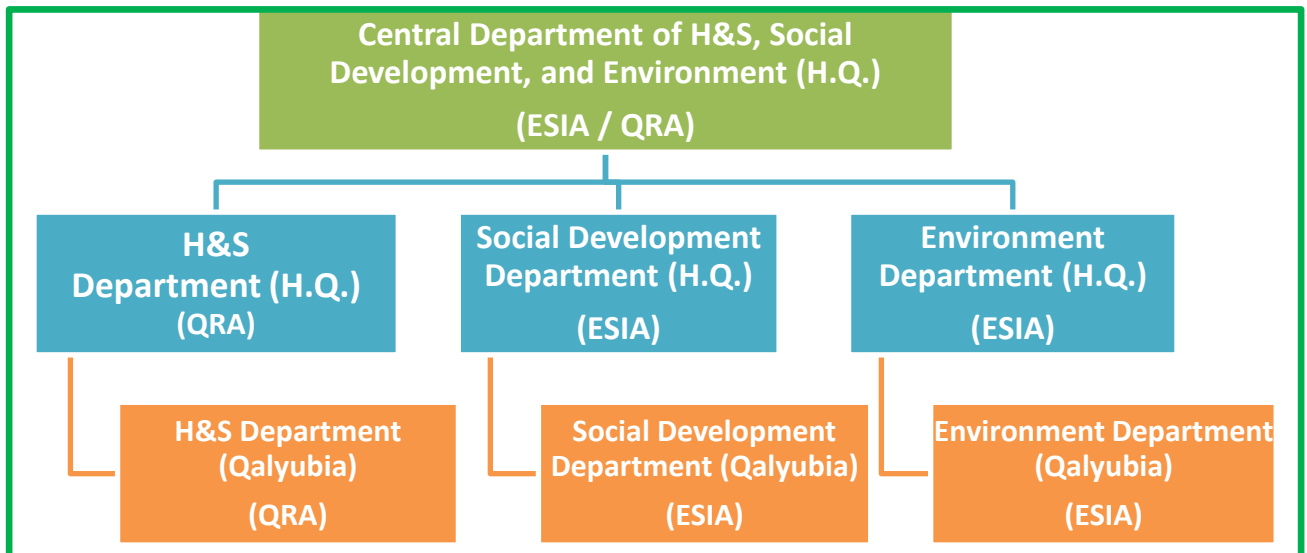 Central Department of H&S, Social
Development, and Environment (H.Q.)
(ESIA / QRA)
H&S
Department (H.Q.)
(QRA)
Social Development
Department (H.Q.)
(ESIA)
Environment
Department (H.Q.)
(ESIA)
H&S Department
(Qalyubia)
(QRA)
Social Development
Department (Qalyubia)
(ESIA)
Environment Department
(Qalyubia)
(ESIA)